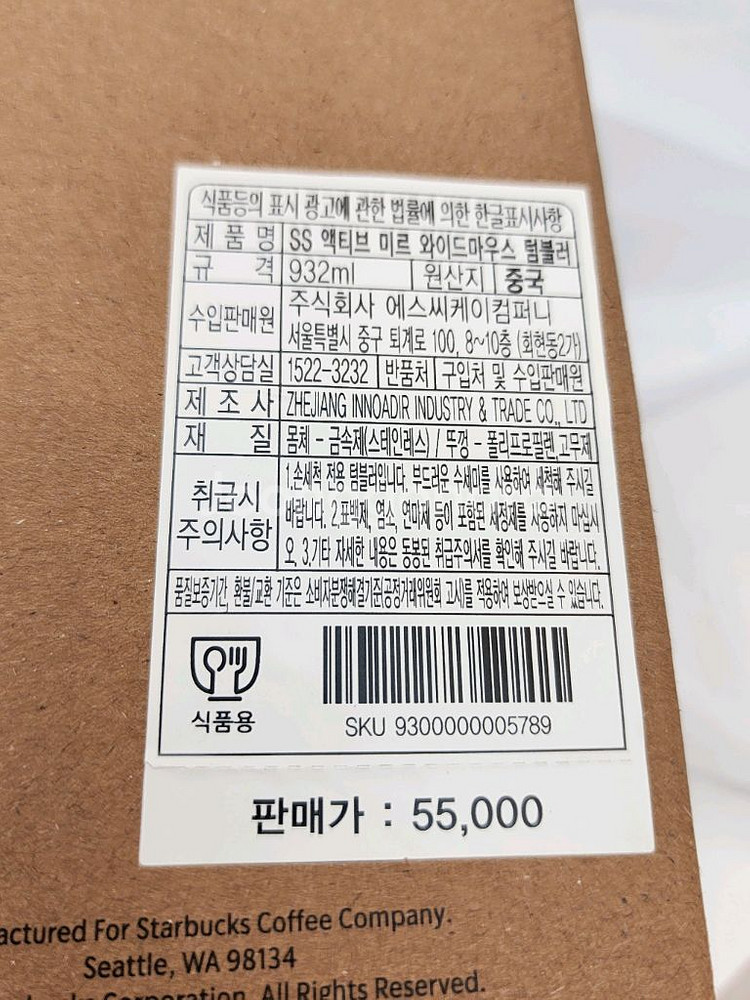 식품등의 표시 광고에 관한 법률에 의한 한글표시사항
제 품 명 SS 액티브 미르 와이드마우스 텀블러
규 격 932ml 원산지 중국
수입판매원 주식회사 에스씨케이컴퍼니
서울특별시 중구 퇴계로 100, 8~10층 (회현동2가)
고객상담실 1522-3232 반품처 구입처 및 수입판매원
제 조 사 ZHEJIANG INNOADIR INDUSTRY & TRADE CO., LTD
재 질 몸체 - 금속제(스테인레스) / 뚜껑 - 폴리프로필렌,고무제
취급시 주의사항
1.손세척 전용 텀블러입니다. 부드러운 수세미를 사용하여 세척해 주시길
바랍니다. 2.표백제, 염소, 연마제 등이 포함된 세정제를 사용하지 마십시
오. 3.기타 자세한 내용은 동봉된 취급주의서를 확인해 주시길 바랍니다.
품질보증기간, 환불/교환 기준은 소비자분쟁해결기준(공정거래위원회 고시)를 적용하여 보상받으실 수 있습니다.
식품용
SKU 9300000005789
판매가 : 55,000
actured For Starbucks Coffee Company.
Seattle, WA 98134
Corporation. All Rights Reserved.